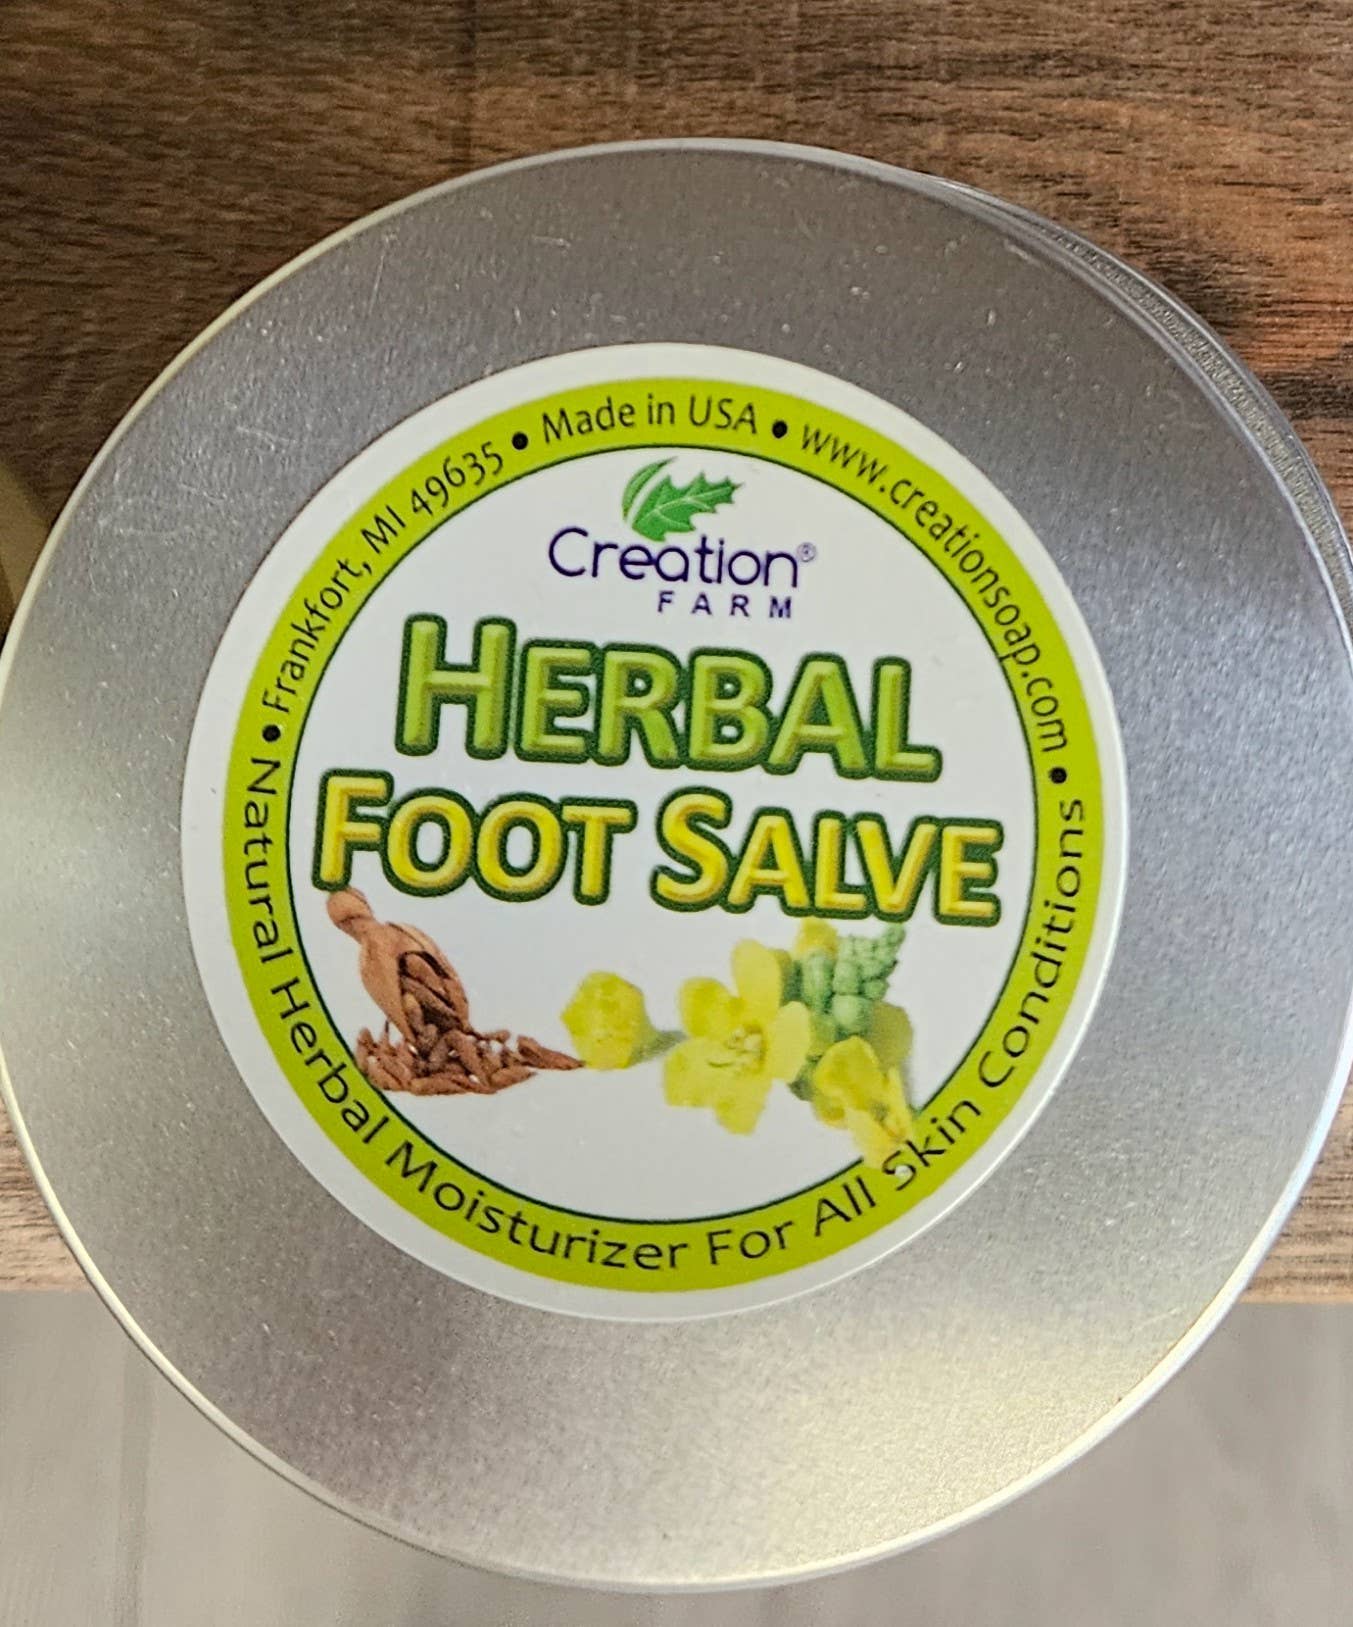 Frankfort, MI 49635 • Made in USA • www.creationsoap.com •
Creation®
FARM
HERBAL
FOOT SALVE
• Natural Herbal Moisturizer For All Skin Conditions